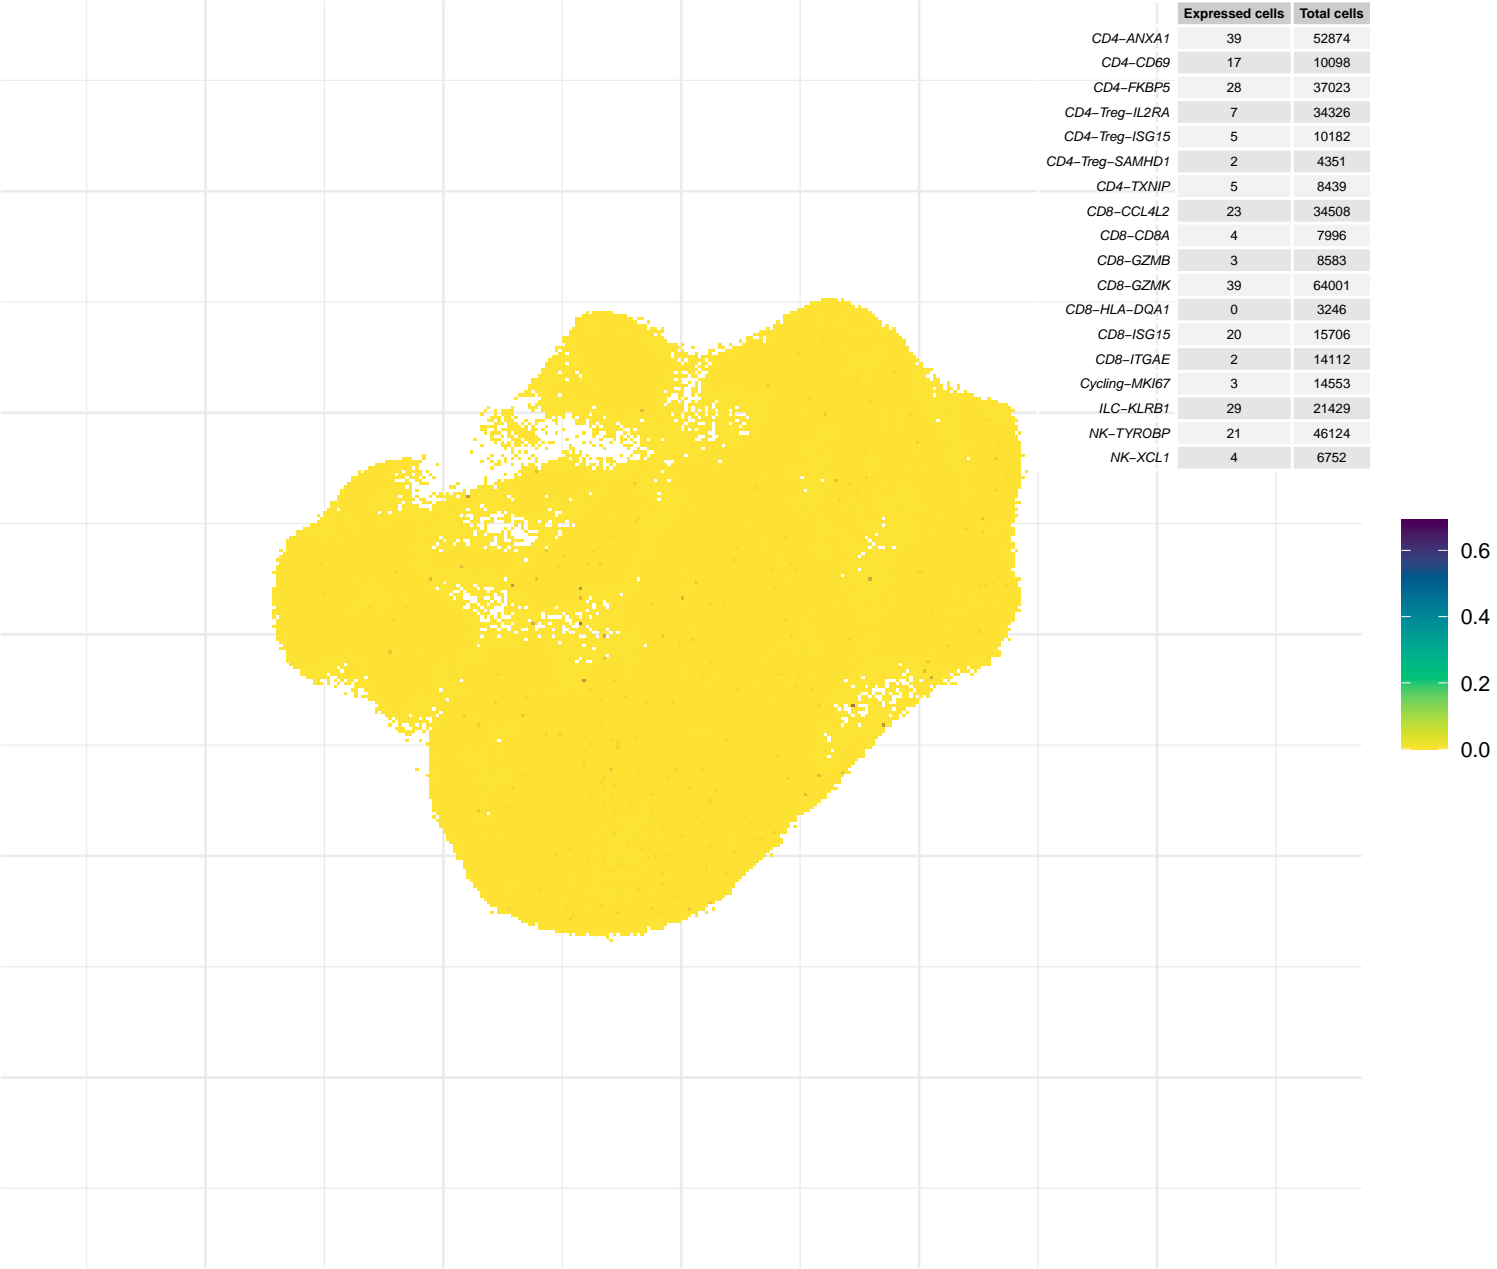 Expressed cells Total cells
CD4−ANXA1 39 52874
CD4−CD69 17 10098
CD4−FKBP5 28 37023
CD4−Treg−IL2RA 7 34326
CD4−Treg−ISG15 5 10182
CD4−Treg−SAMHD1 2 4351
CD4−TXNIP 5 8439
CD8−CCL4L2 23 34508
CD8−CD8A 4 7996
CD8−GZMB 3 8583
CD8−GZMK 39 64001
CD8−HLA−DQA1 0 3246
CD8−ISG15 20 15706
CD8−ITGAE 2 14112
Cycling−MKI67 3 14553
ILC−KLRB1 29 21429
NK−TYROBP 21 46124
NK−XCL1 4 6752
0.6
0.4
0.2
0.0